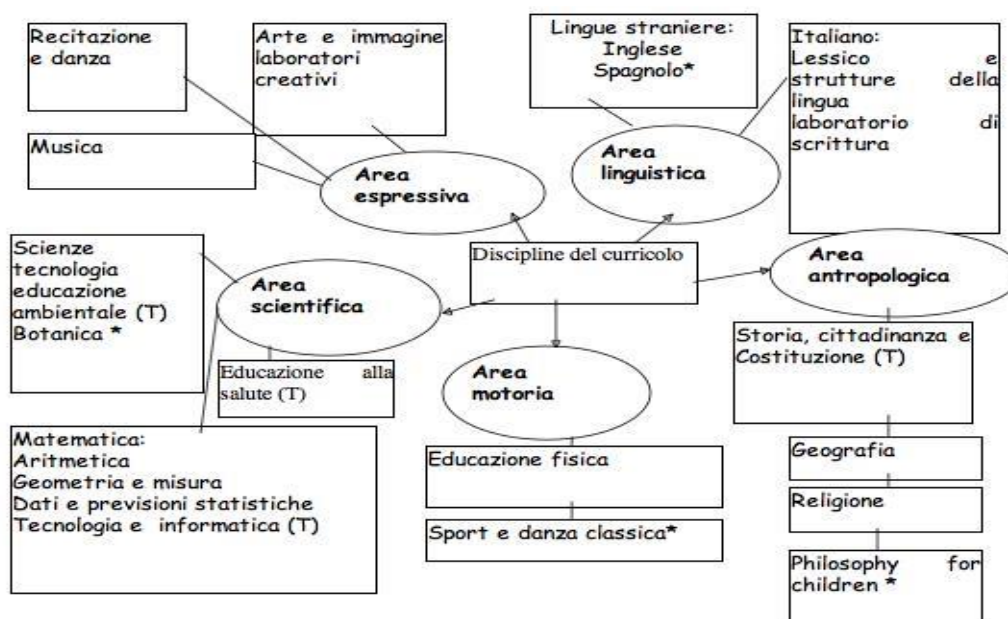 Recitazione
e danza
Arte e immagine
laboratori
creativi
Lingue straniere:
Inglese
Spagnolo*
Italiano:
Lessico e
strutture della
lingua
laboratorio di
scrittura
Musica
Area
espressiva
Area
linguistica
Scienze
tecnologia
educazione
ambientale (T)
Botanica *
Area
scientifica
Discipline del curricolo
Area
antropologica
Educazione alla
salute (T)
Area
motoria
Storia, cittadinanza e
Costituzione (T)
Matematica:
Aritmetica
Geometria e misura
Dati e previsioni statistiche
Tecnologia e informatica (T)
Educazione fisica
Sport e danza classica*
Geografia
Religione
Philosophy for
children *